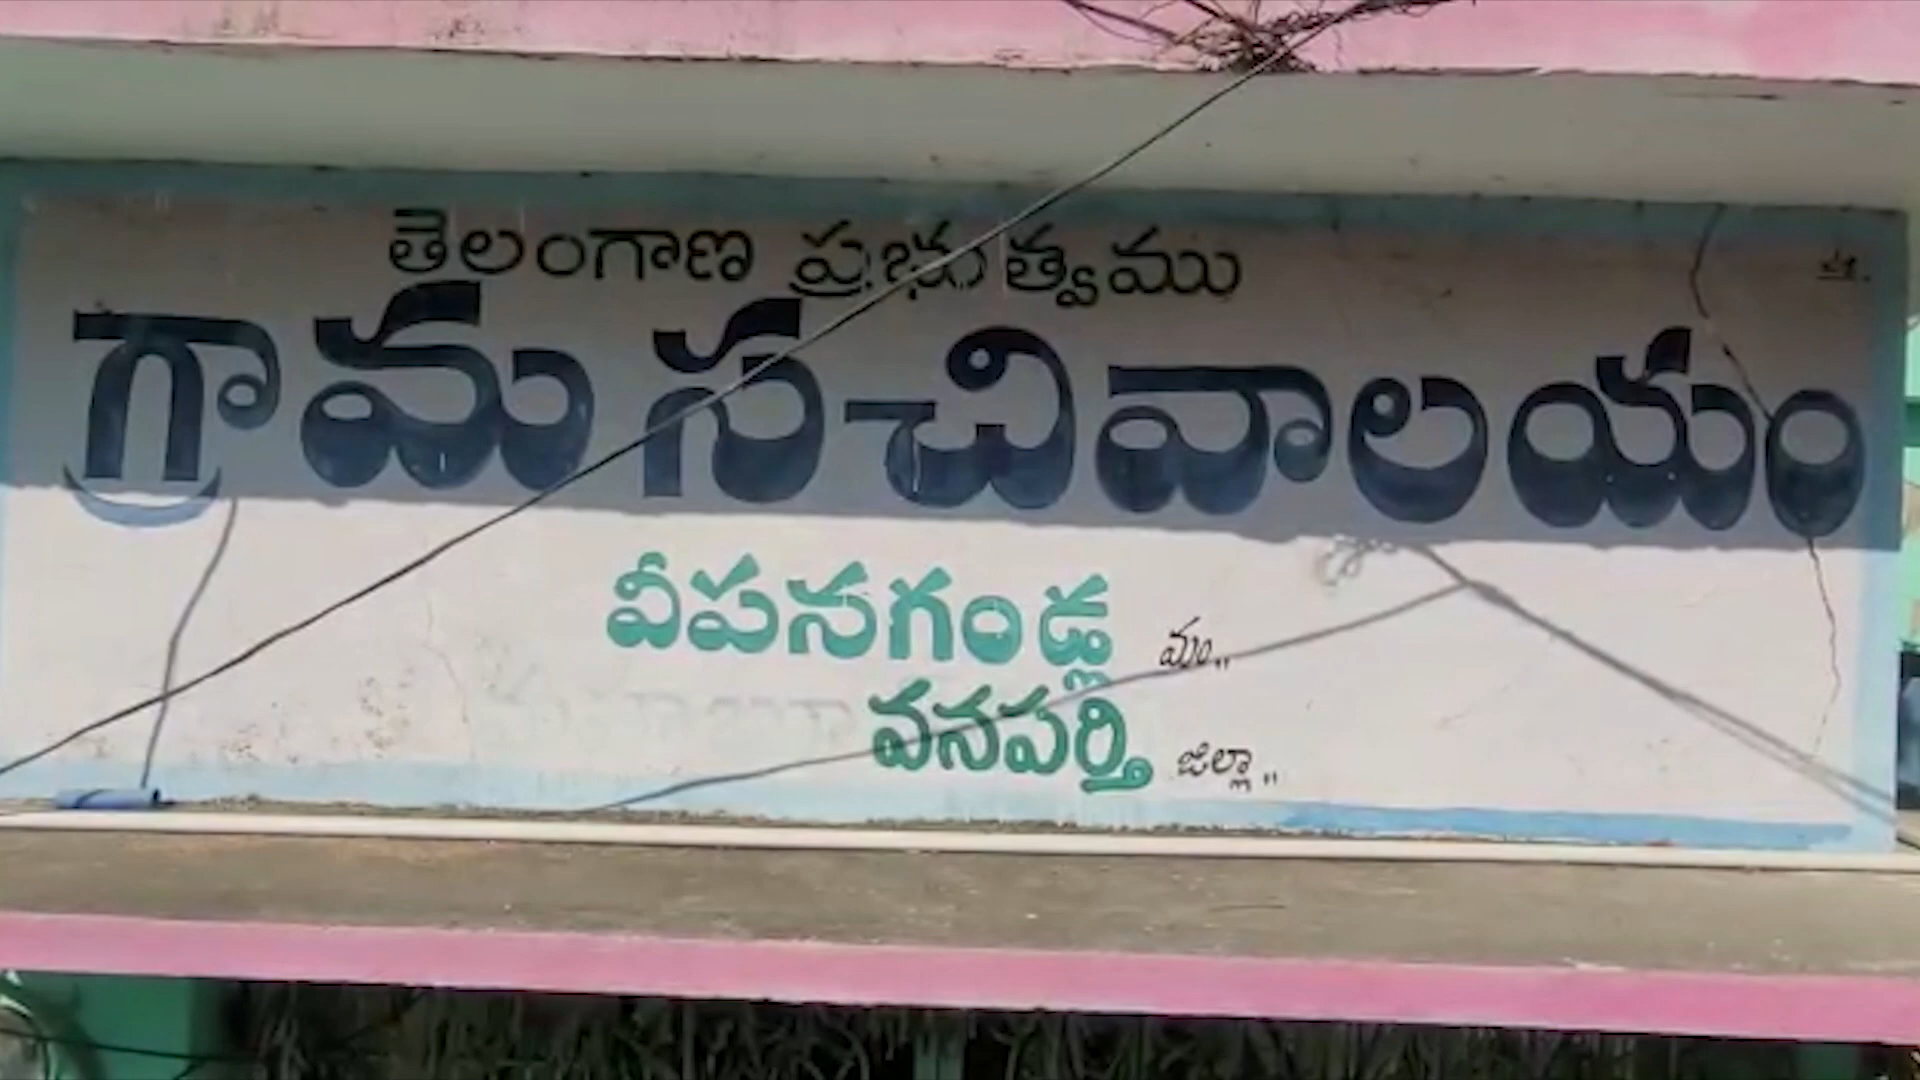 తెలంగాణ ప్రభుత్వము
గ్రామ సచివాలయం
వీపనగండ్ల మం..
వనపర్తి జిల్లా..